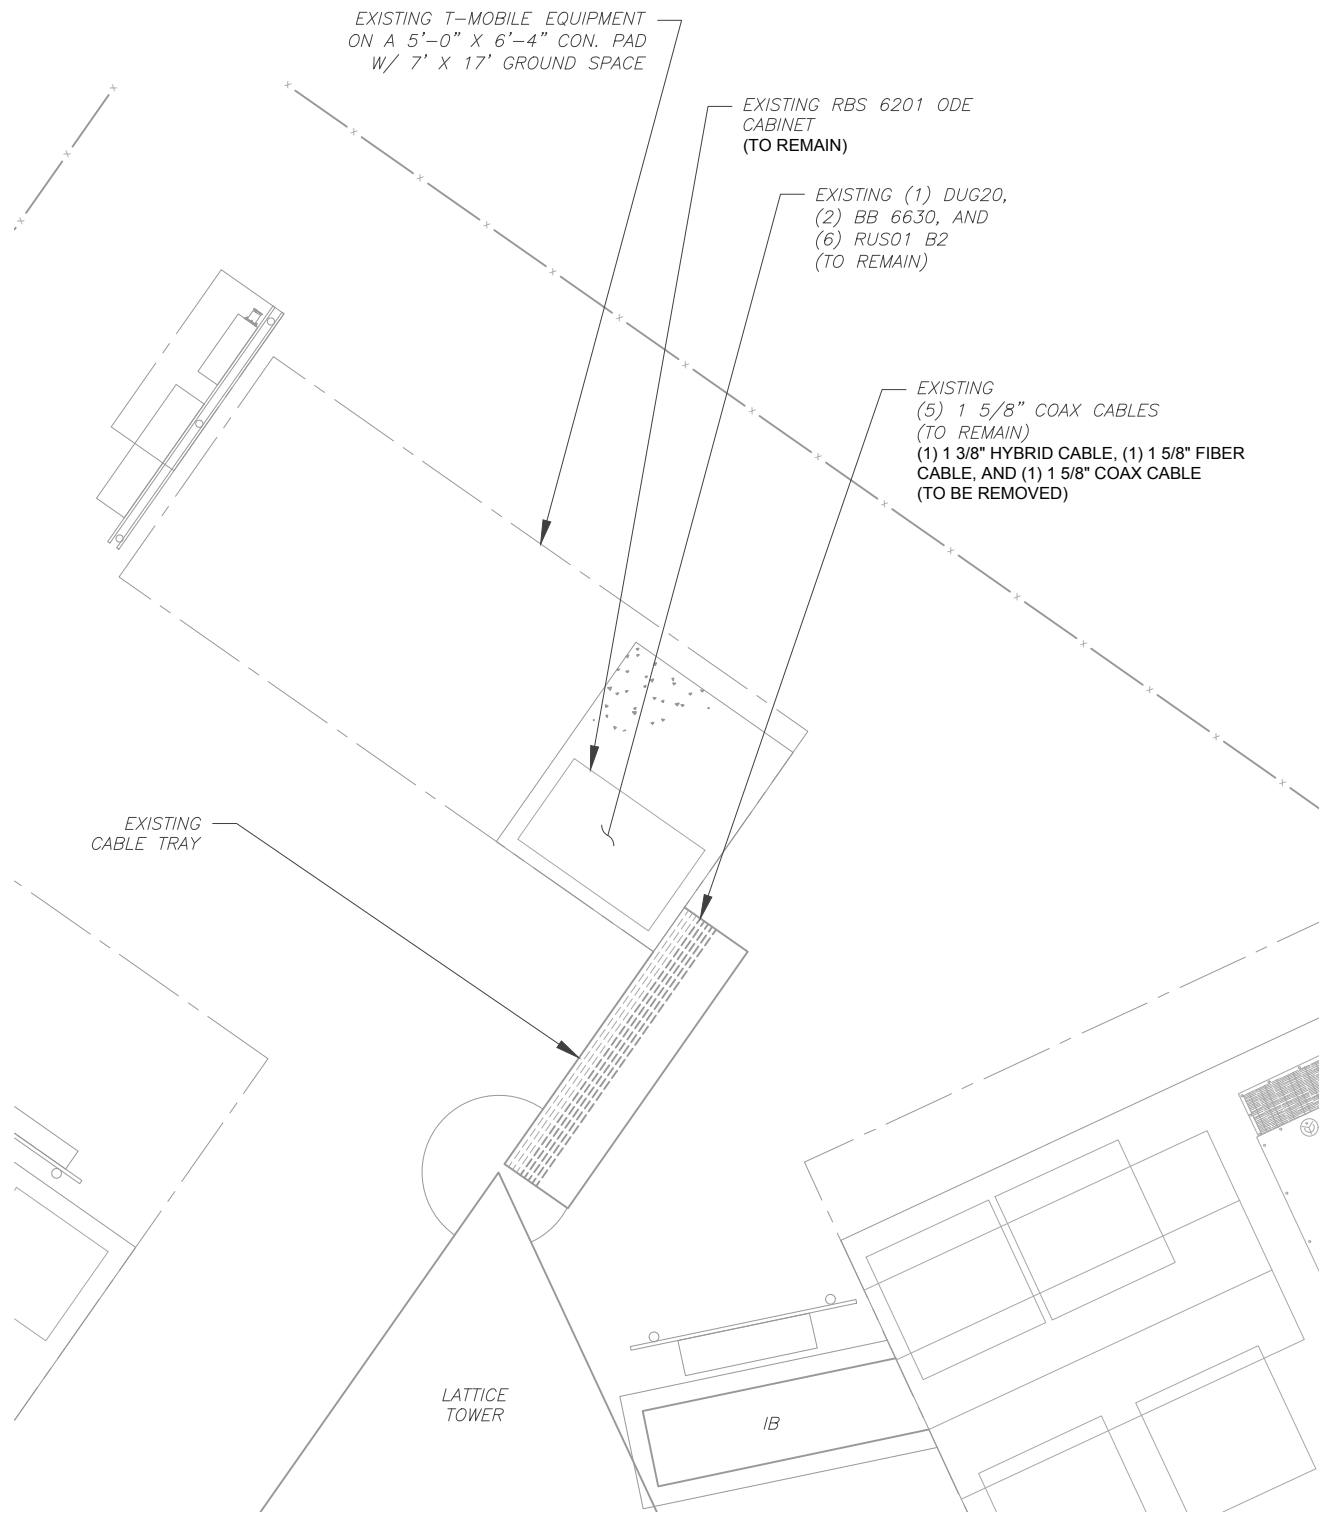 EXISTING T-MOBILE EQUIPMENT
ON A 5'-0" X 6'-4" CON. PAD
W/ 7' X 17' GROUND SPACE
EXISTING RBS 6201 ODE
CABINET
(TO REMAIN)
EXISTING (1) DUG20,
(2) BB 6630, AND
(6) RUS01 B2
(TO REMAIN)
EXISTING
(5) 1 5/8" COAX CABLES
(TO REMAIN)
(1) 1 3/8" HYBRID CABLE, (1) 1 5/8" FIBER
CABLE, AND (1) 1 5/8" COAX CABLE
(TO BE REMOVED)
EXISTING
CABLE TRAY
LATTICE
TOWER
IB